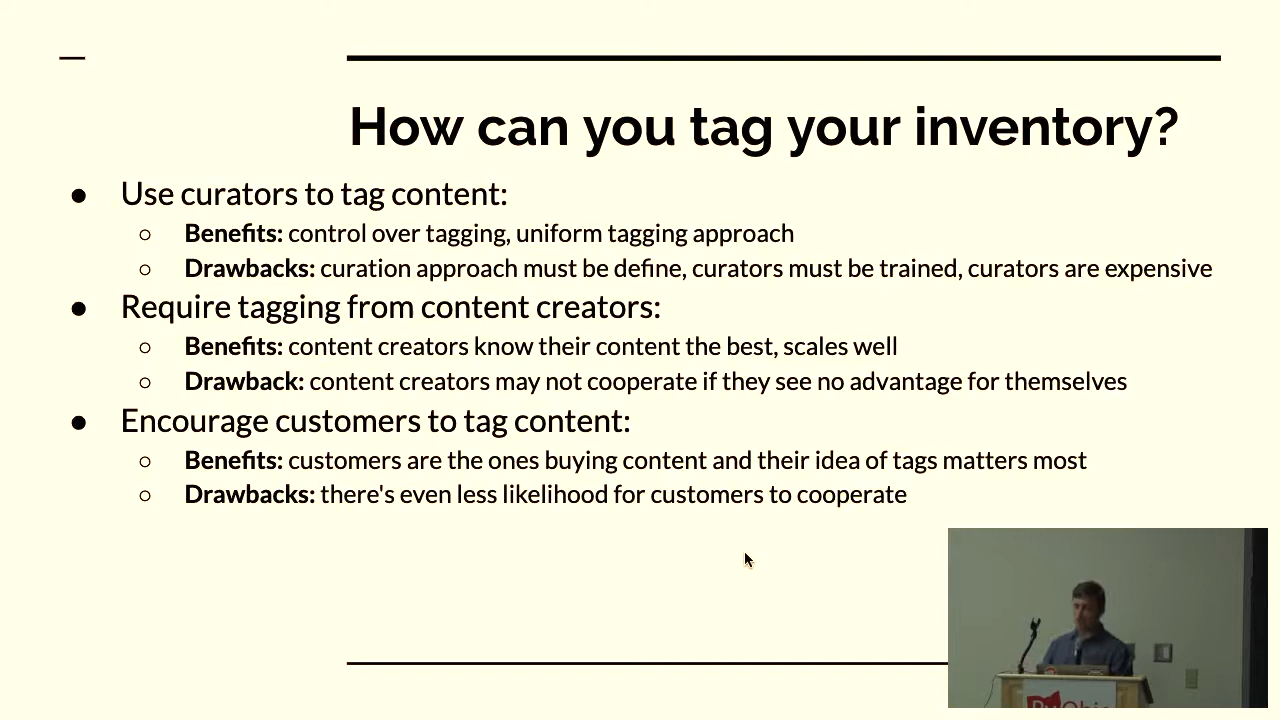 How can you tag your inventory?
● Use curators to tag content:
○ Benefits: control over tagging, uniform tagging approach
○ Drawbacks: curation approach must be define, curators must be trained, curators are expensive
● Require tagging from content creators:
○ Benefits: content creators know their content the best, scales well
○ Drawback: content creators may not cooperate if they see no advantage for themselves
● Encourage customers to tag content:
○ Benefits: customers are the ones buying content and their idea of tags matters most
○ Drawbacks: there's even less likelihood for customers to cooperate